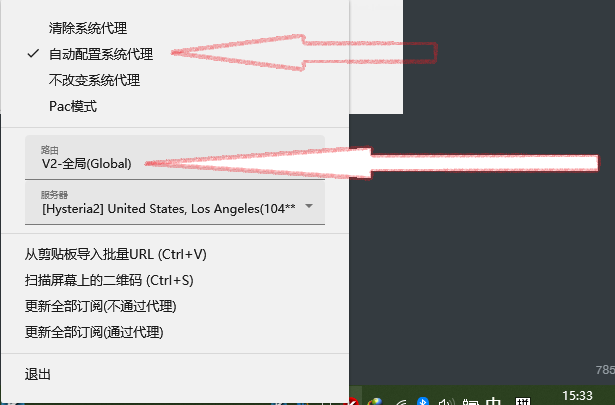 清除系统代理
自动配置系统代理
不改变系统代理
Pac模式
路由
V2-全局(Global)
服务器
[Hysteria2] United States, Los Angeles(104**
从剪贴板导入批量URL (Ctrl+V)
扫描屏幕上的二维码 (Ctrl+S)
更新全部订阅(不通过代理)
更新全部订阅(通过代理)
退出
785
15:33
中
拼